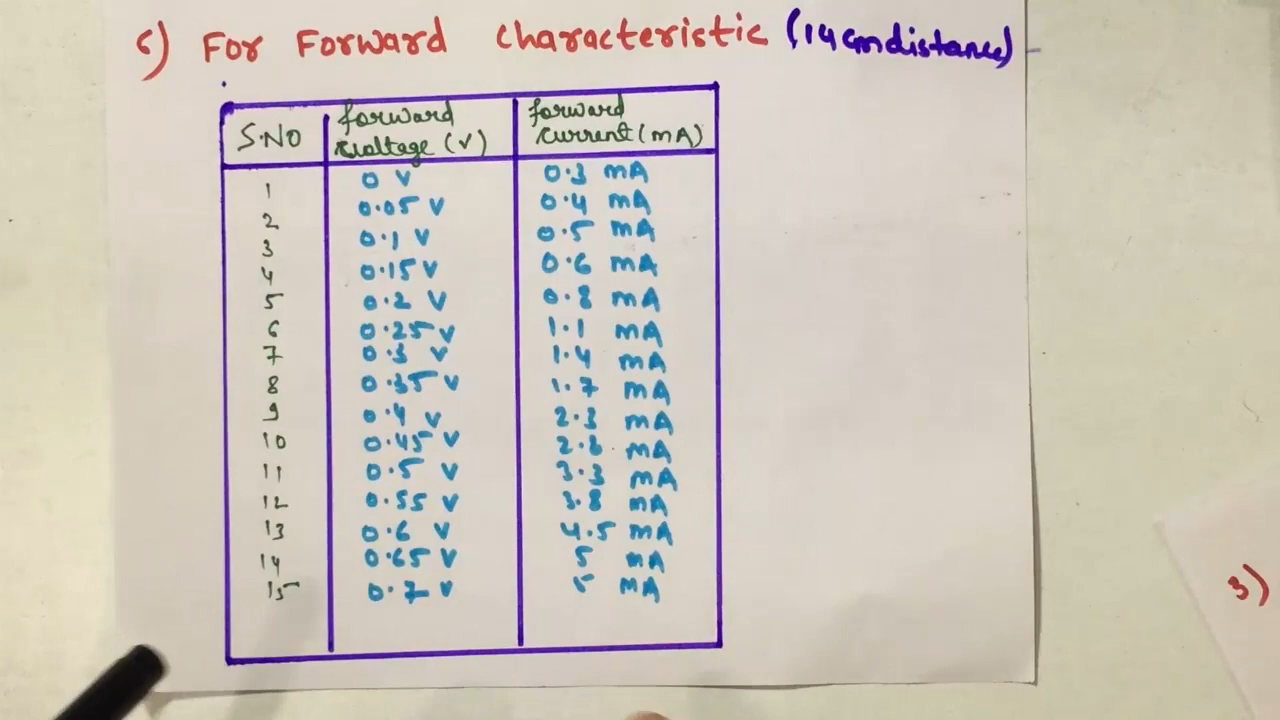 c) For Forward characteristic (14cm distance)
S.NO forward voltage (V) forward current (mA)
1 0 V 0.3 mA
2 0.05 V 0.4 mA
3 0.1 V 0.5 mA
4 0.15 V 0.6 mA
5 0.2 V 0.8 mA
6 0.25 V 1.1 mA
7 0.3 V 1.4 mA
8 0.35 V 1.7 mA
9 0.4 V 2.3 mA
10 0.45 V mA
11 0.5 V 3.3 mA
12 0.55 V 3.8 mA
13 0.6 V 4.5 mA
14 0.65 V 5 mA
15 0.7 V 5 mA
3)